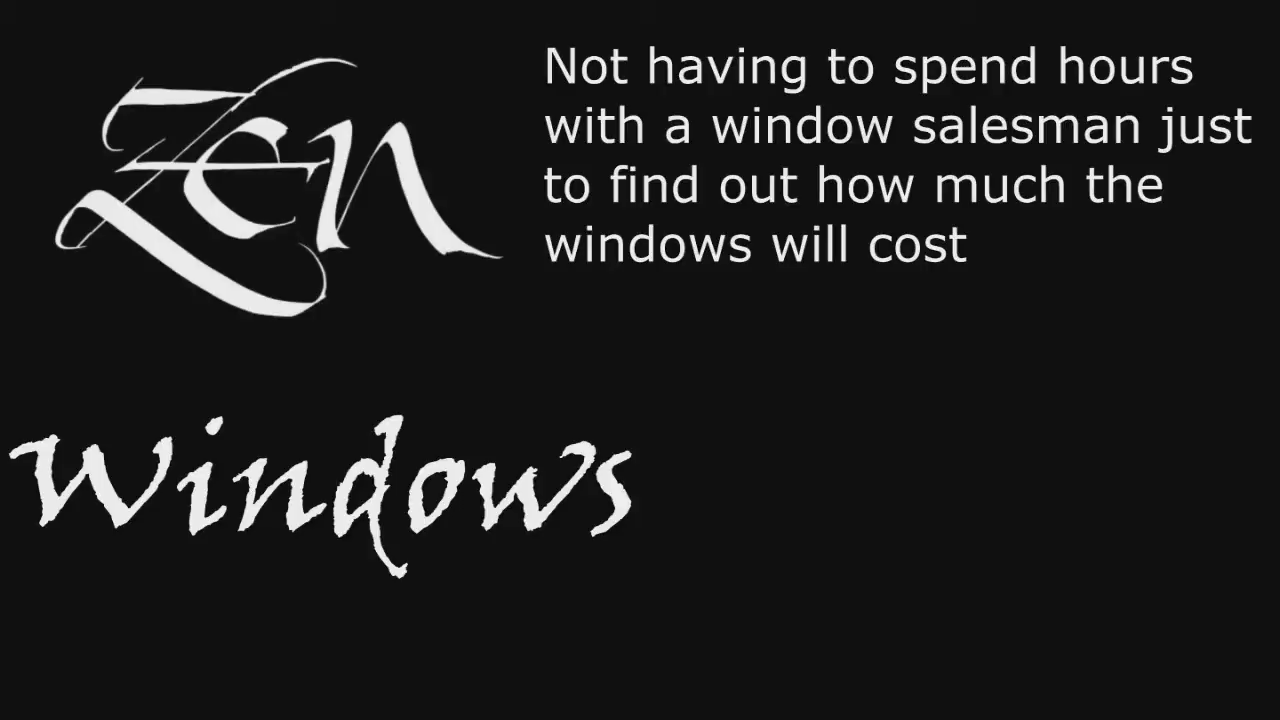 Zen
Not having to spend hours
with a window salesman just
to find out how much the
windows will cost
Windows